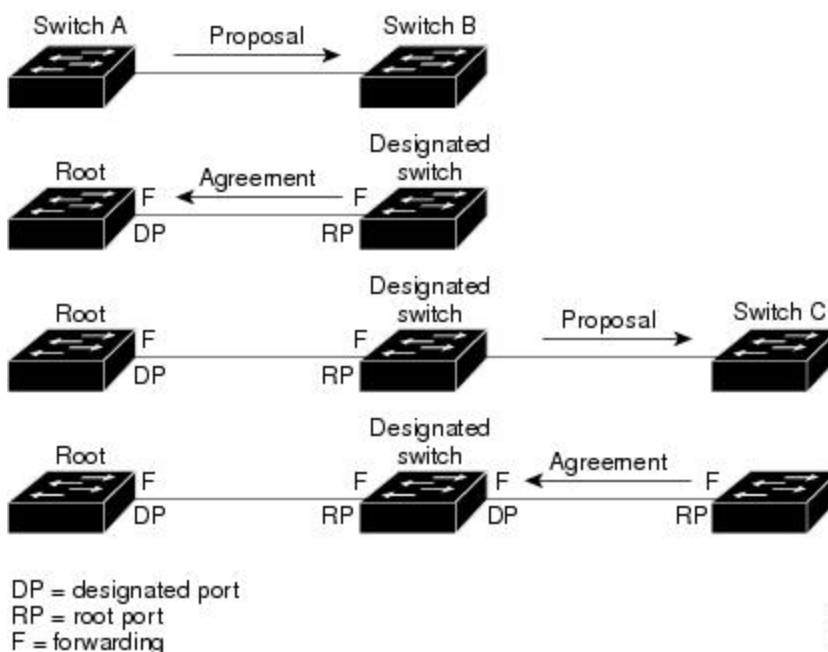 Switch A
Proposal
Switch B
Root
F
Agreement
F
Designated
switch
DP
RP
Root
F
DP
F
RP
Designated
switch
Proposal
Switch C
Root
F
DP
F
RP
Designated
switch
F
DP
Agreement
F
RP
DP = designated port
RP = root port
F = forwarding